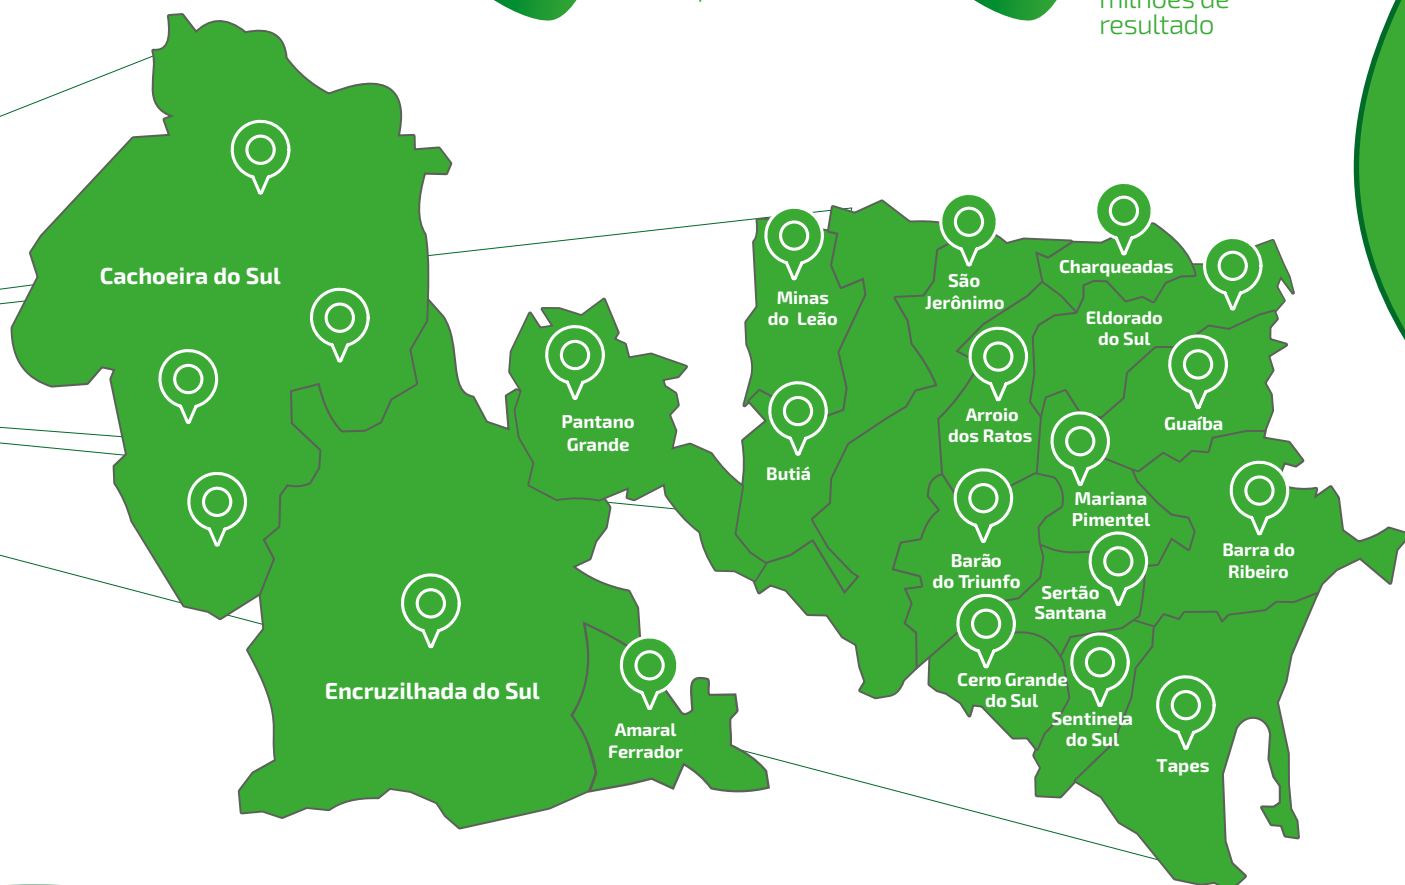 milhões de
resultado
Cachoeira do Sul
Minas
do Leão
São
Jerônimo
Charqueadas
Eldorado
do Sul
Pantano
Grande
Arroio
dos Ratos
Guaíba
Butiá
Mariana
Pimentel
Barão
do Triunfo
Barra do
Ribeiro
Sertão
Santana
Encruzilhada do Sul
Cerro Grande
do Sul
Amaral
Ferrador
Sentinela
do Sul
Tapes